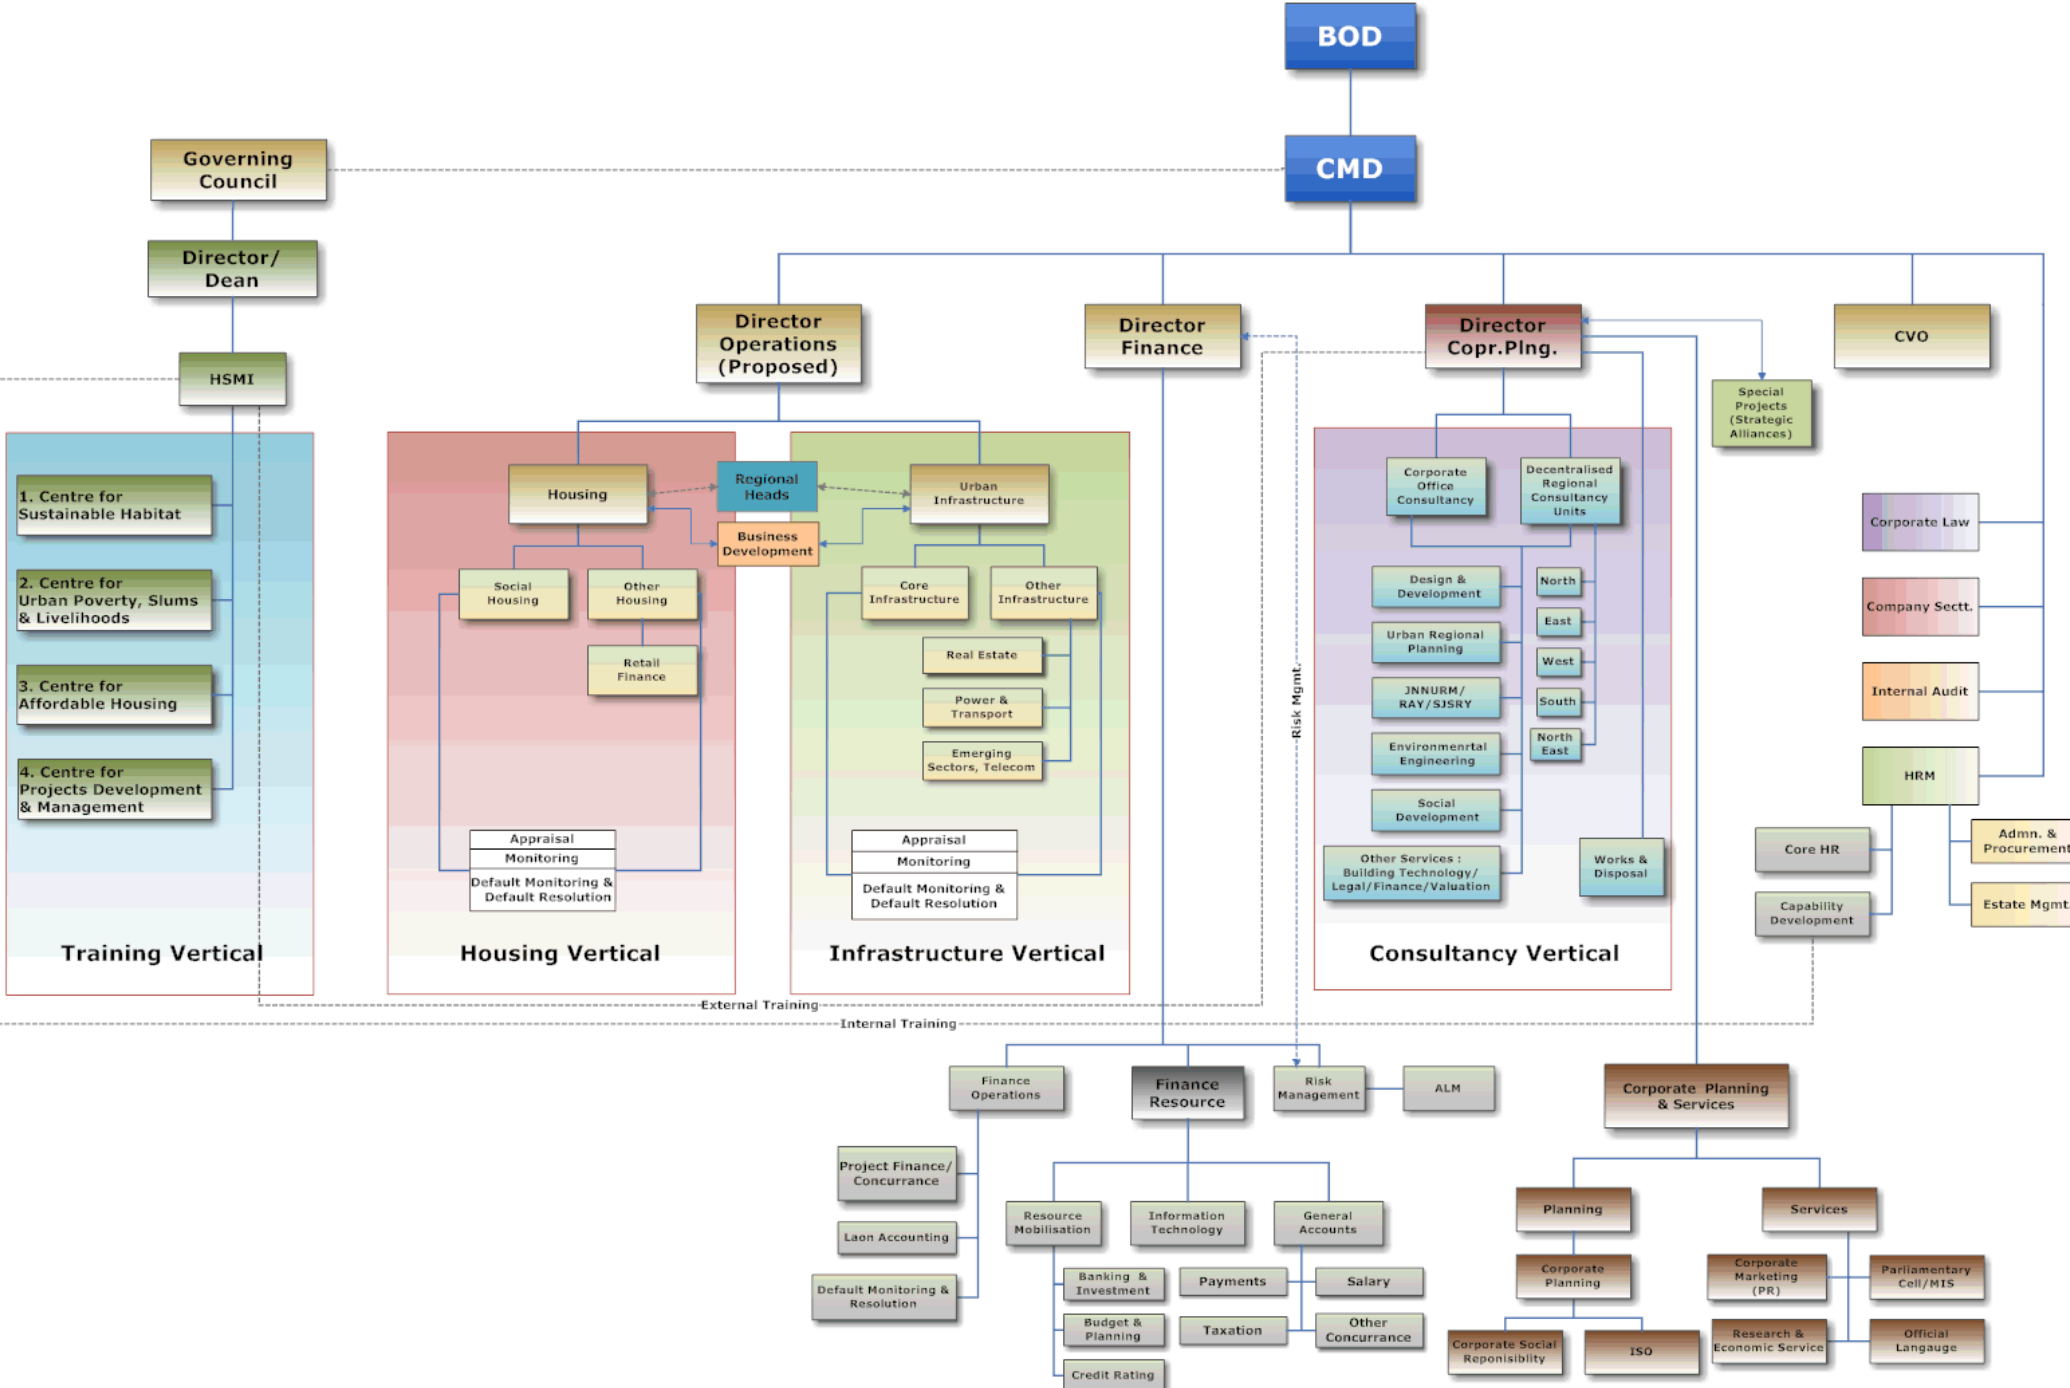 BOD
CMD
Governing
Council
Director/
Dean
HSMI
Director
Operations
(Proposed)
Director
Finance
Director
Copr.Plng.
CVO
Special
Projects
(Strategic
Alliances)
1. Centre for
Sustainable Habitat
2. Centre for
Urban Poverty, Slums
& Livelihoods
3. Centre for
Affordable Housing
4. Centre for
Projects Development
& Management
Training Vertical
Housing
Regional
Heads
Business
Development
Urban
Infrastructure
Social
Housing
Other
Housing
Retail
Finance
Appraisal
Monitoring
Default Monitoring &
Default Resolution
Housing Vertical
Core
Infrastructure
Other
Infrastructure
Real Estate
Power &
Transport
Emerging
Sectors, Telecom
Appraisal
Monitoring
Default Monitoring &
Default Resolution
Infrastructure Vertical
Risk Mgmt.
Corporate
Office
Consultancy
Decentralised
Regional
Consultancy
Units
Design &
Development
Urban Regional
Planning
JNNURM/
RAY/SJSRY
Environmenrtal
Engineering
Social
Development
Other Services :
Building Technology/
Legal/Finance/Valuation
North
East
West
South
North
East
Works &
Disposal
Consultancy Vertical
Corporate Law
Company Sectt.
Internal Audit
HRM
Core HR
Capability
Development
Admn. &
Procurement
Estate Mgmt.
External Training
Internal Training
Finance
Operations
Finance
Resource
Risk
Management
ALM
Corporate Planning
& Services
Project Finance/
Concurrance
Laon Accounting
Default Monitoring &
Resolution
Resource
Mobilisation
Information
Technology
General
Accounts
Banking &
Investment
Budget &
Planning
Credit Rating
Payments
Salary
Taxation
Other
Concurrance
Planning
Services
Corporate
Planning
Corporate Social
Reponisiblity
ISO
Corporate
Marketing
(PR)
Parliamentary
Cell/MIS
Research &
Economic Service
Official
Langauge